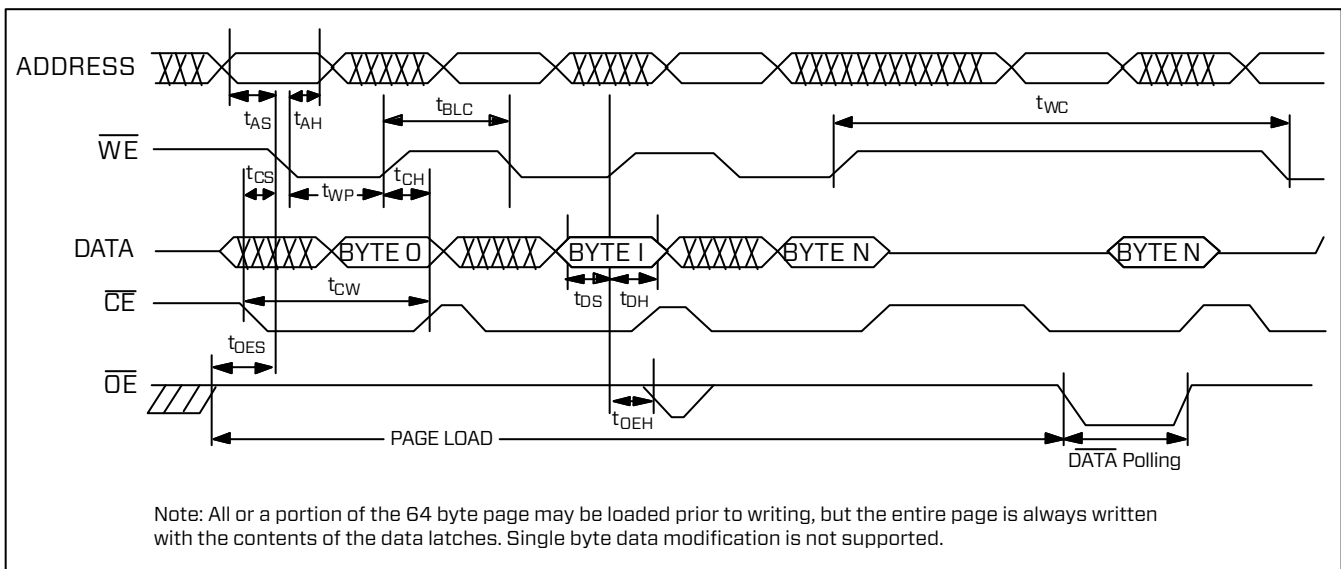 ADDRESS
tAS
tAH
tBLC
tWC
WE
tCS
tWP
tCH
DATA
BYTE 0
BYTE I
BYTE N
BYTE N
tCW
tDS
tDH
CE
tOES
OE
tOEH
PAGE LOAD
DATA Polling
Note: All or a portion of the 64 byte page may be loaded prior to writing, but the entire page is always written
with the contents of the data latches. Single byte data modification is not supported.